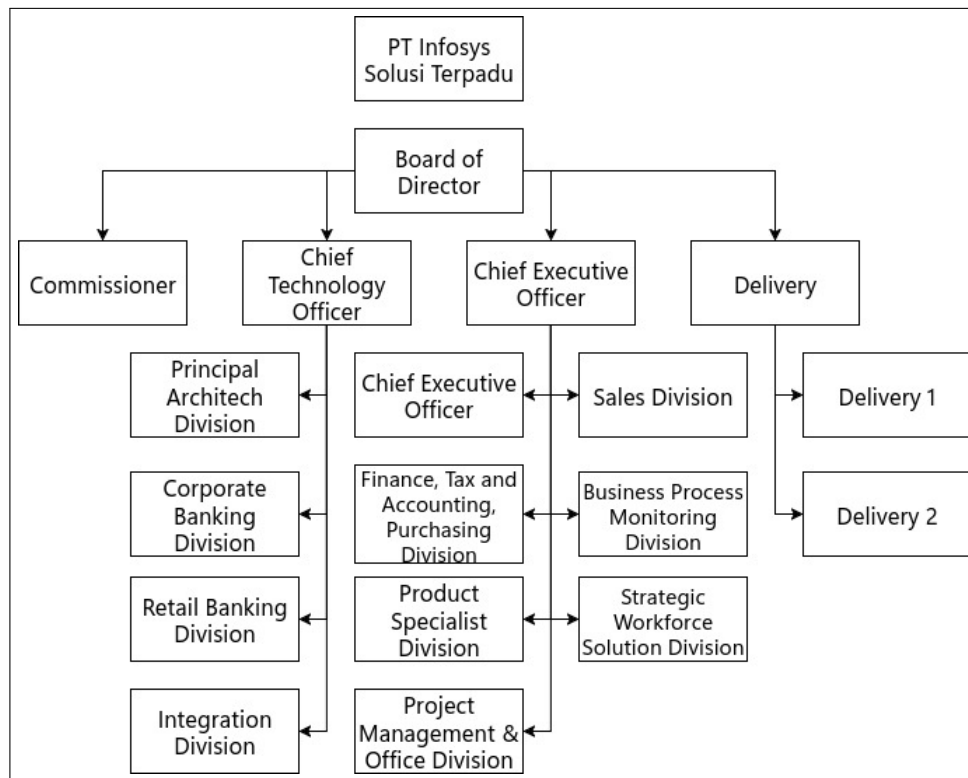 PT Infosys
Solusi Terpadu
Board of
Director
Commissioner
Chief
Technology
Officer
Chief Executive
Officer
Delivery
Principal
Architech
Division
Chief Executive
Officer
Sales Division
Delivery 1
Corporate
Banking
Division
Finance, Tax and
Accounting,
Purchasing
Division
Business Process
Monitoring
Division
Delivery 2
Retail Banking
Division
Product
Specialist
Division
Strategic
Workforce
Solution Division
Integration
Division
Project
Management &
Office Division